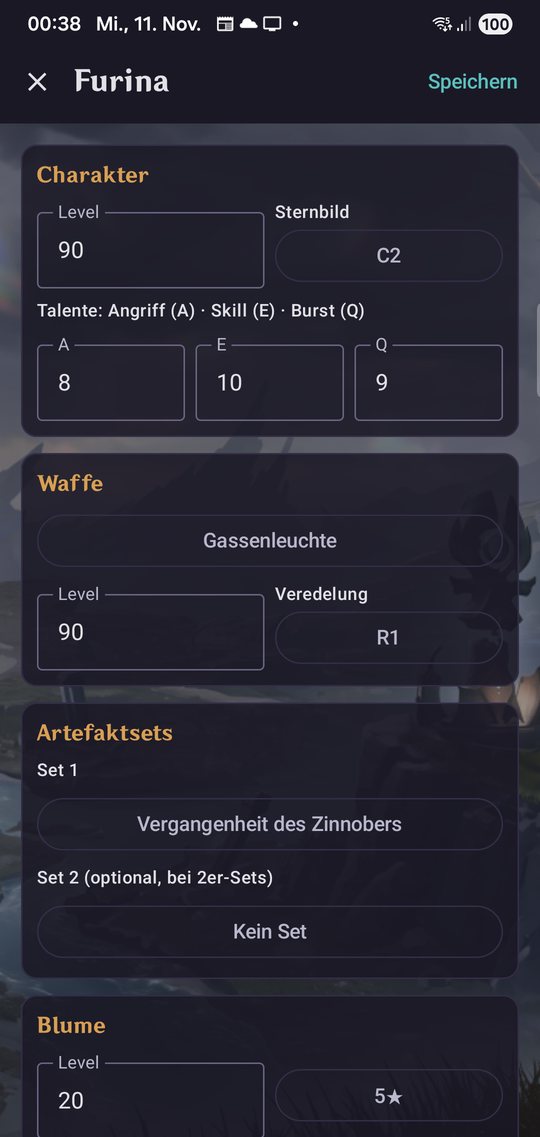 00:38 Mi., 11. Nov. 100
Furina Speichern
Charakter
Level Sternbild
90 C2
Talente: Angriff (A) · Skill (E) · Burst (Q)
A E Q
8 10 9
Waffe
Gassenleuchte
Level Veredelung
90 R1
Artefaktsets
Set 1
Vergangenheit des Zinnobers
Set 2 (optional, bei 2er-Sets)
Kein Set
Blume
Level
20 5★